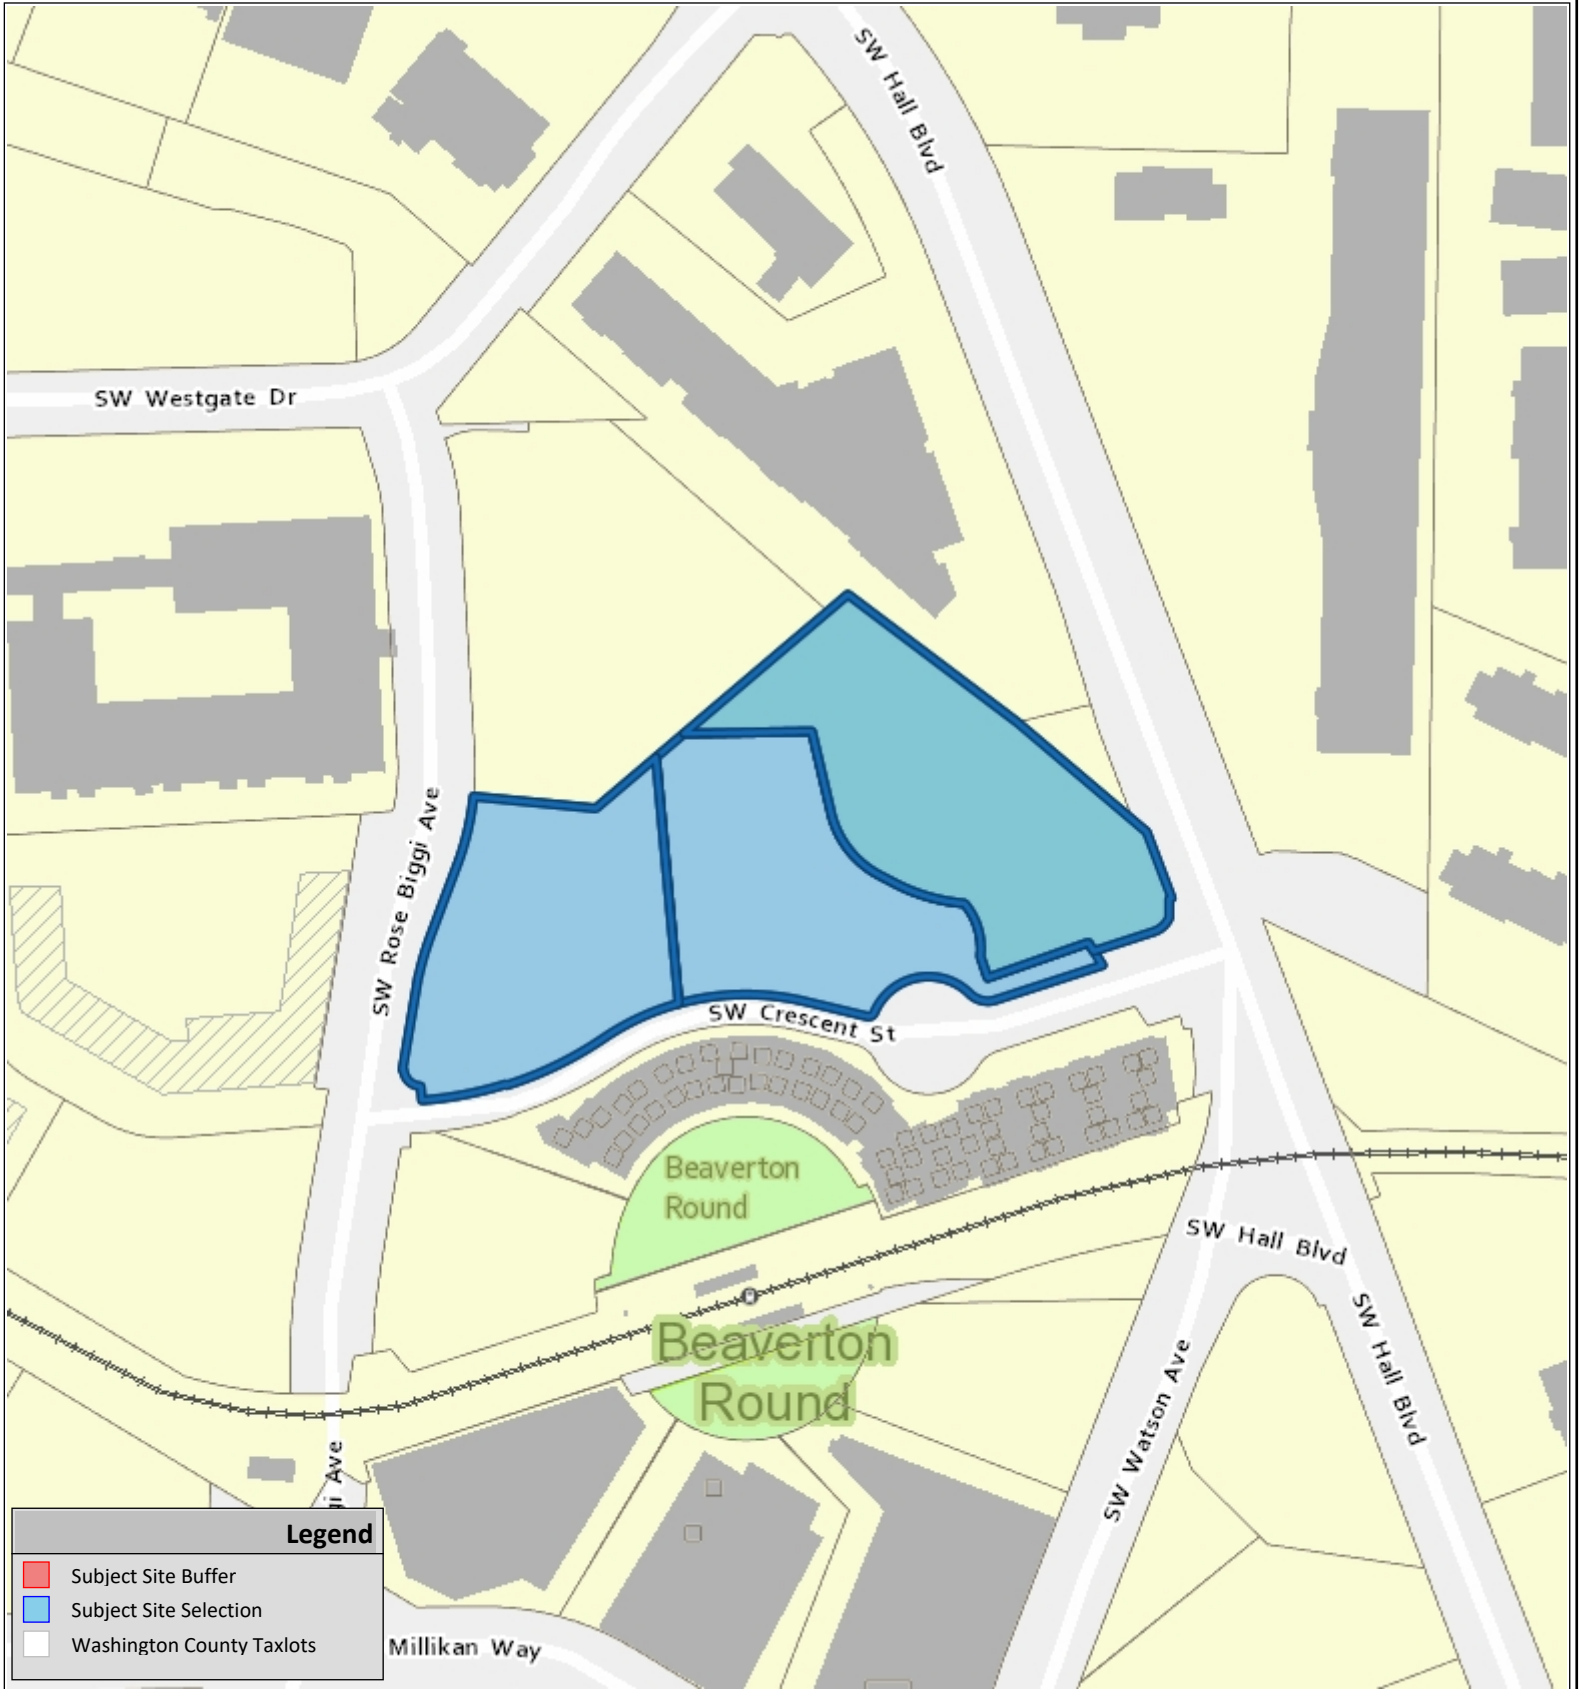 SW Hall Blvd
SW Westgate Dr
SW Rose Biggi Ave
SW Crescent St
Beaverton
Round
SW Hall Blvd
Beaverton
Round
SW Hall Blvd
SW Watson Ave
gi Ave
Legend
Subject Site Buffer
Subject Site Selection
Washington County Taxlots
Millikan Way